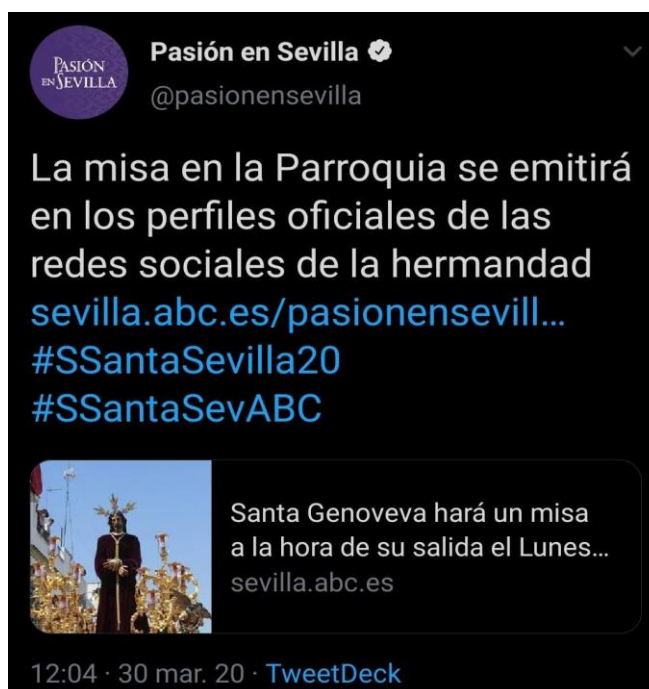 PASIÓN
EN SEVILLA
Pasión en Sevilla
@pasionensevilla
La misa en la Parroquia se emitirá
en los perfiles oficiales de las
redes sociales de la hermandad
sevilla.abc.es/pasionensevill...
#SSantaSevilla20
#SSantaSevABC
Santa Genoveva hará un misa
a la hora de su salida el Lunes...
sevilla.abc.es
12:04 · 30 mar. 20 · TweetDeck